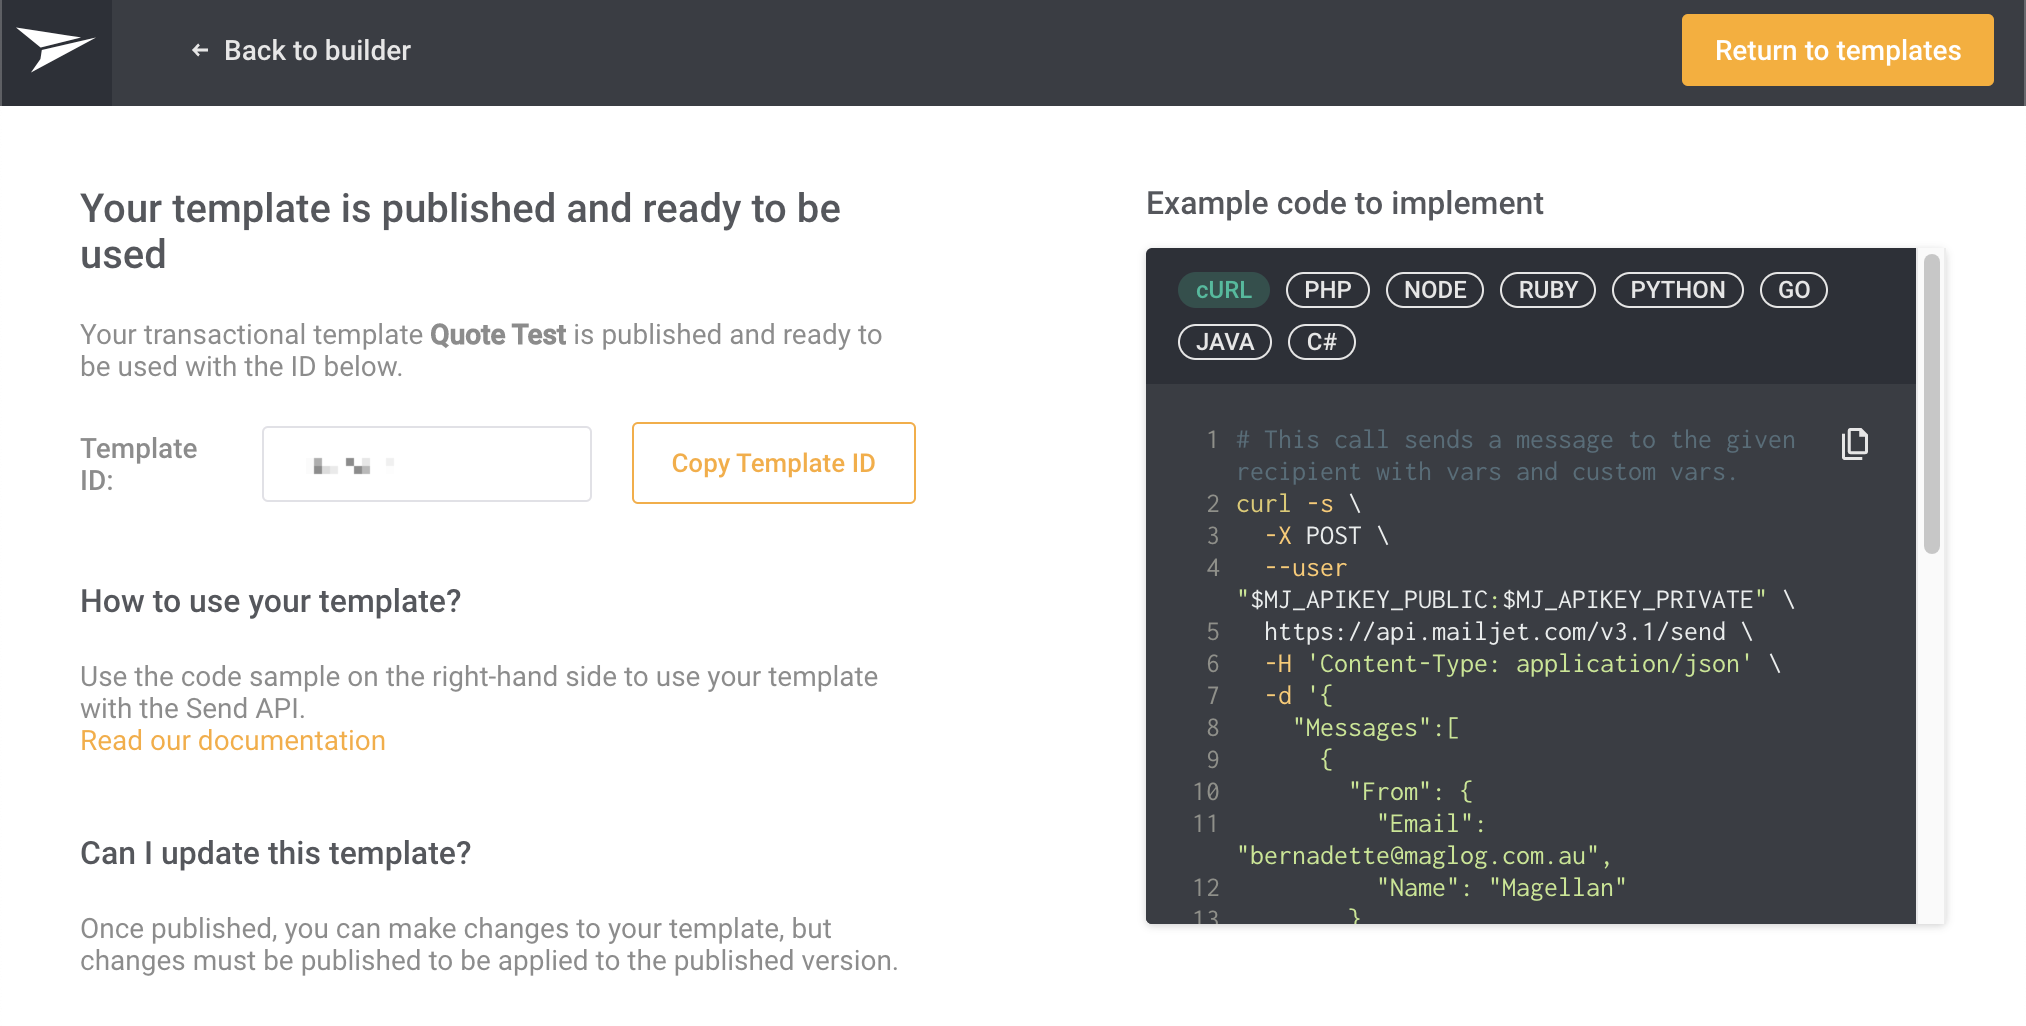 ← Back to builder
Return to templates
Your template is published and ready to be
used
Your transactional template Quote Test is published and ready to
be used with the ID below.
Template
ID:
Copy Template ID
How to use your template?
Use the code sample on the right-hand side to use your template
with the Send API.
Read our documentation
Can I update this template?
Once published, you can make changes to your template, but
changes must be published to be applied to the published version.
Example code to implement
cURL PHP NODE RUBY PYTHON GO
JAVA C#
1 # This call sends a message to the given
recipient with vars and custom vars.
2 curl -s \
3 -X POST \
4 --user
"$MJ_APIKEY_PUBLIC:$MJ_APIKEY_PRIVATE" \
5 https://api.mailjet.com/v3.1/send \
6 -H 'Content-Type: application/json' \
7 -d '{
8 "Messages":[
9 {
10 "From": {
11 "Email":
"bernadette@maglog.com.au",
12 "Name": "Magellan"
13 }